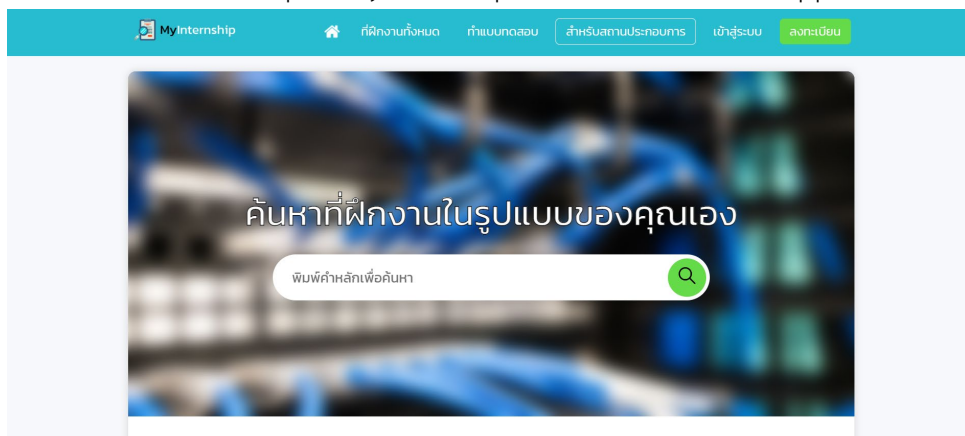 MyInternship
ที่ฝึกงานทั้งหมด
ทำแบบทดสอบ
สำหรับสถานประกอบการ
เข้าสู่ระบบ
ลงทะเบียน
ค้นหาที่ฝึกงานในรูปแบบของคุณเอง
พิมพ์คำหลักเพื่อค้นหา